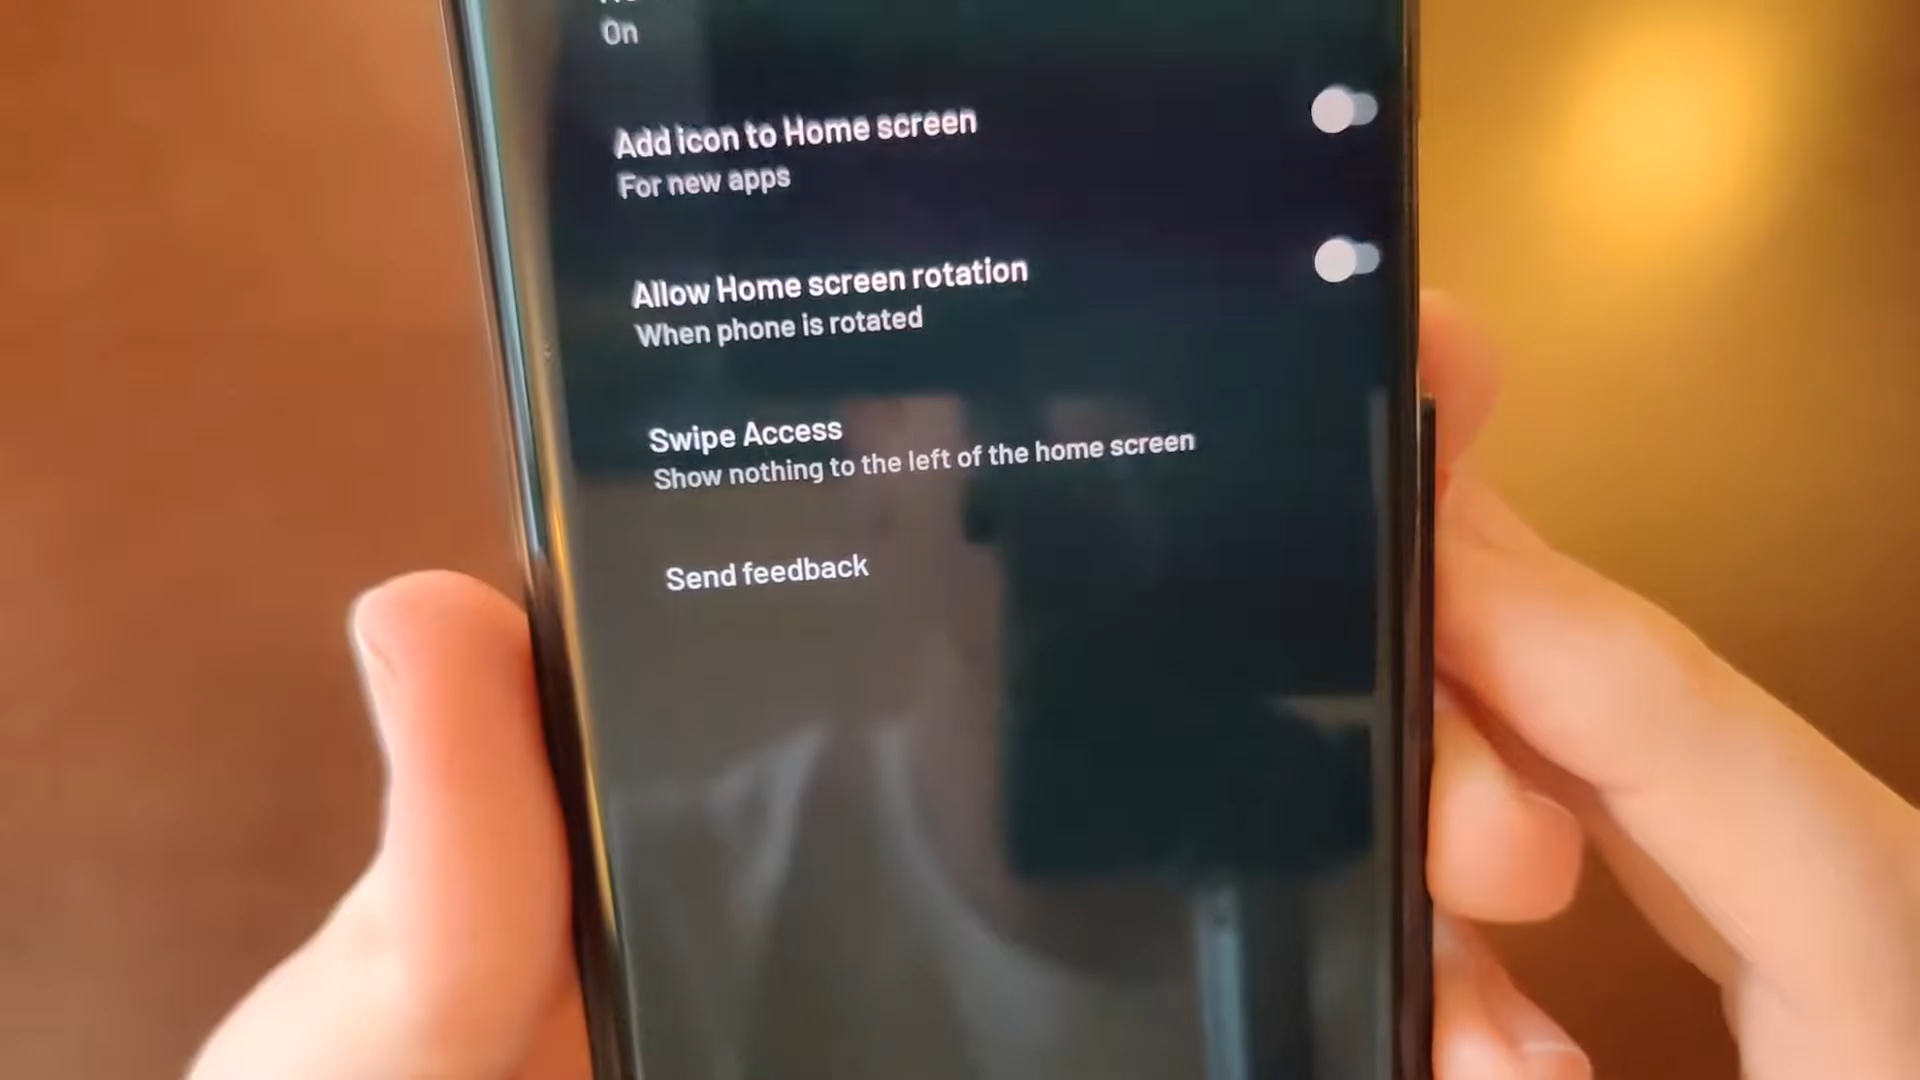 On
Add icon to Home screen
For new apps
Allow Home screen rotation
When phone is rotated
Swipe Access
Show nothing to the left of the home screen
Send feedback